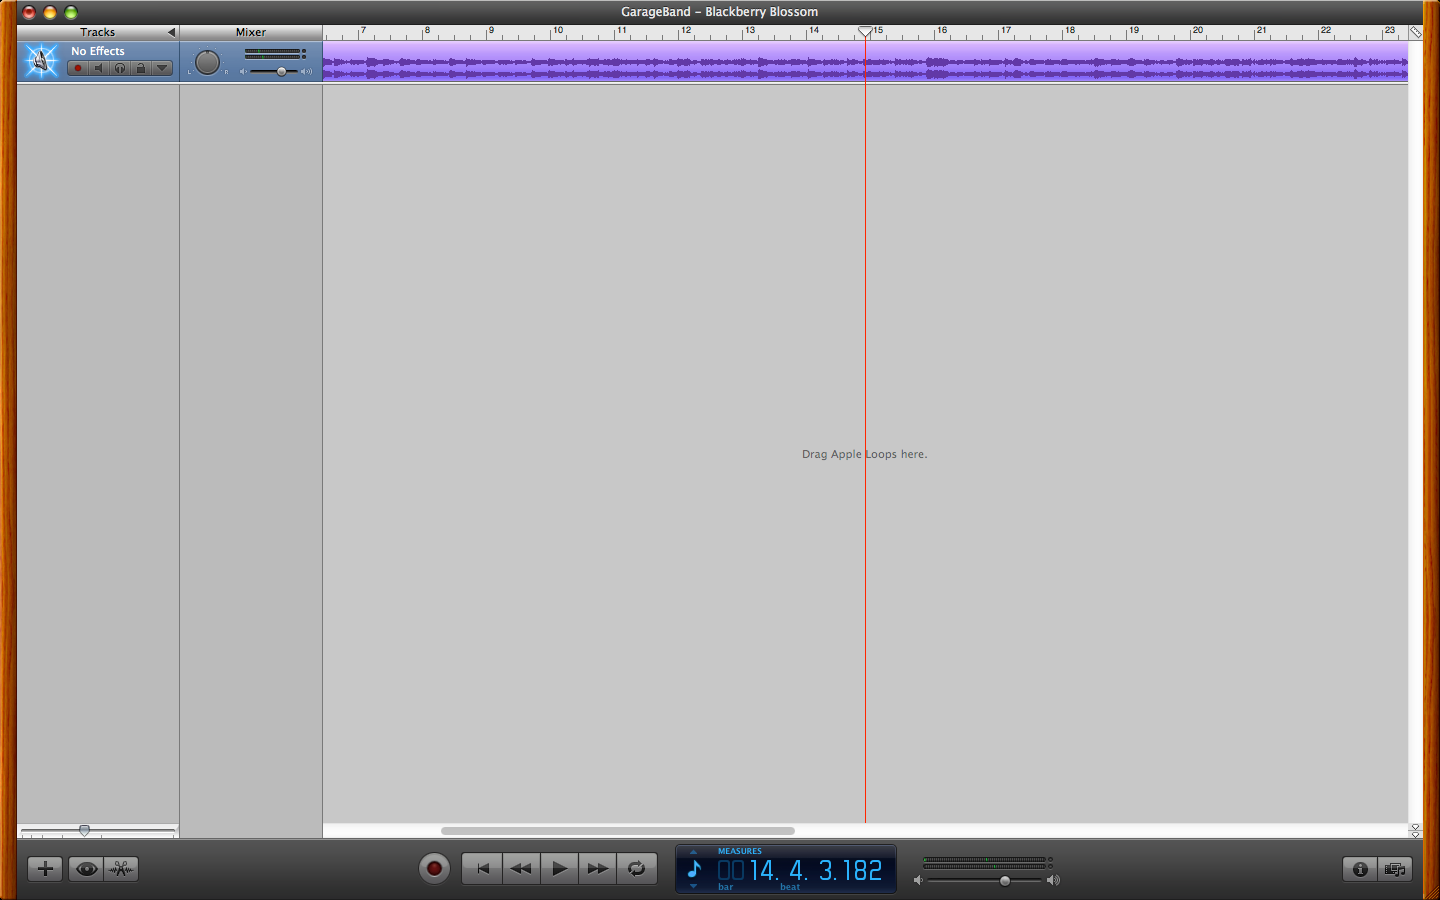 GarageBand – Blackberry Blossom
Tracks Mixer 7 8 9 10 11 12 13 14 15 16 17 18 19 20 21 22 23
No Effects
L R
Drag Apple Loops here.
MEASURES
0014. 4. 3.182
bar beat